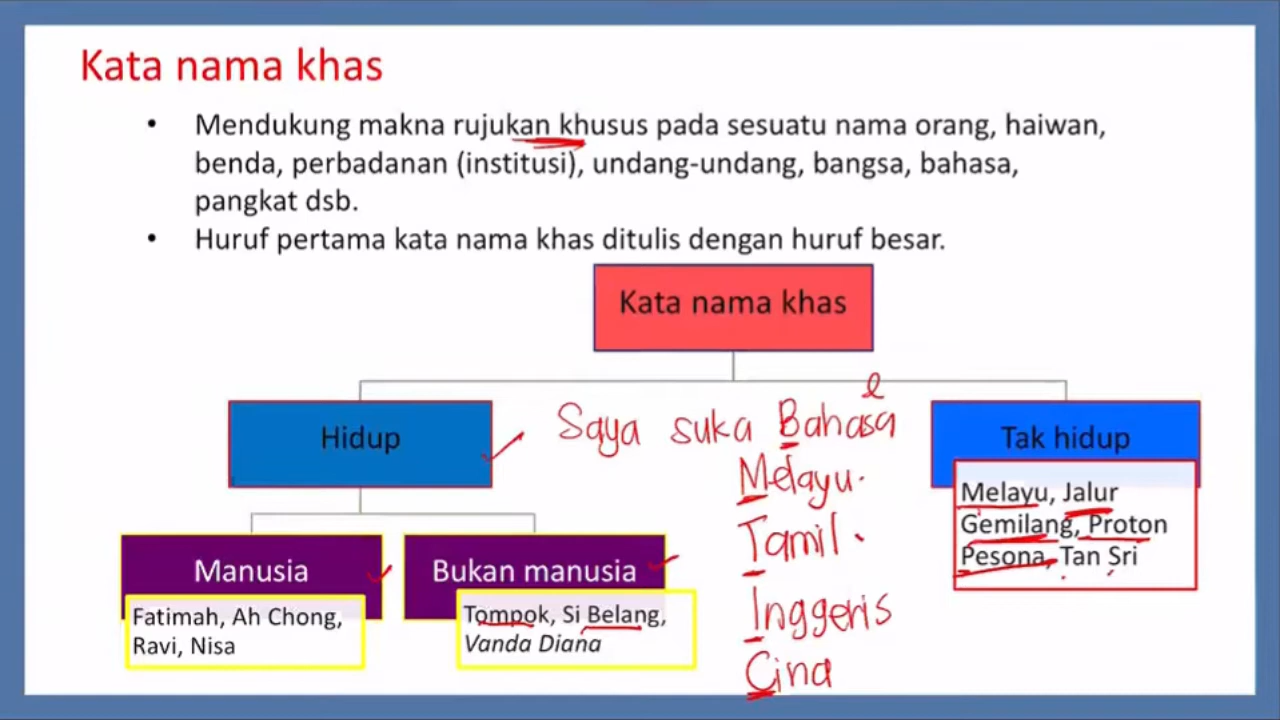 Kata nama khas
• Mendukung makna rujukan khusus pada sesuatu nama orang, haiwan,
benda, perbadanan (institusi), undang-undang, bangsa, bahasa,
pangkat dsb.
• Huruf pertama kata nama khas ditulis dengan huruf besar.
Kata nama khas
Hidup
Saya suka Bahasa
Melayu.
Tamil.
Inggeris
Cina
Tak hidup
Melayu, Jalur
Gemilang, Proton
Pesona, Tan Sri
Manusia
Fatimah, Ah Chong,
Ravi, Nisa
Bukan manusia
Tompok, Si Belang,
Vanda Diana